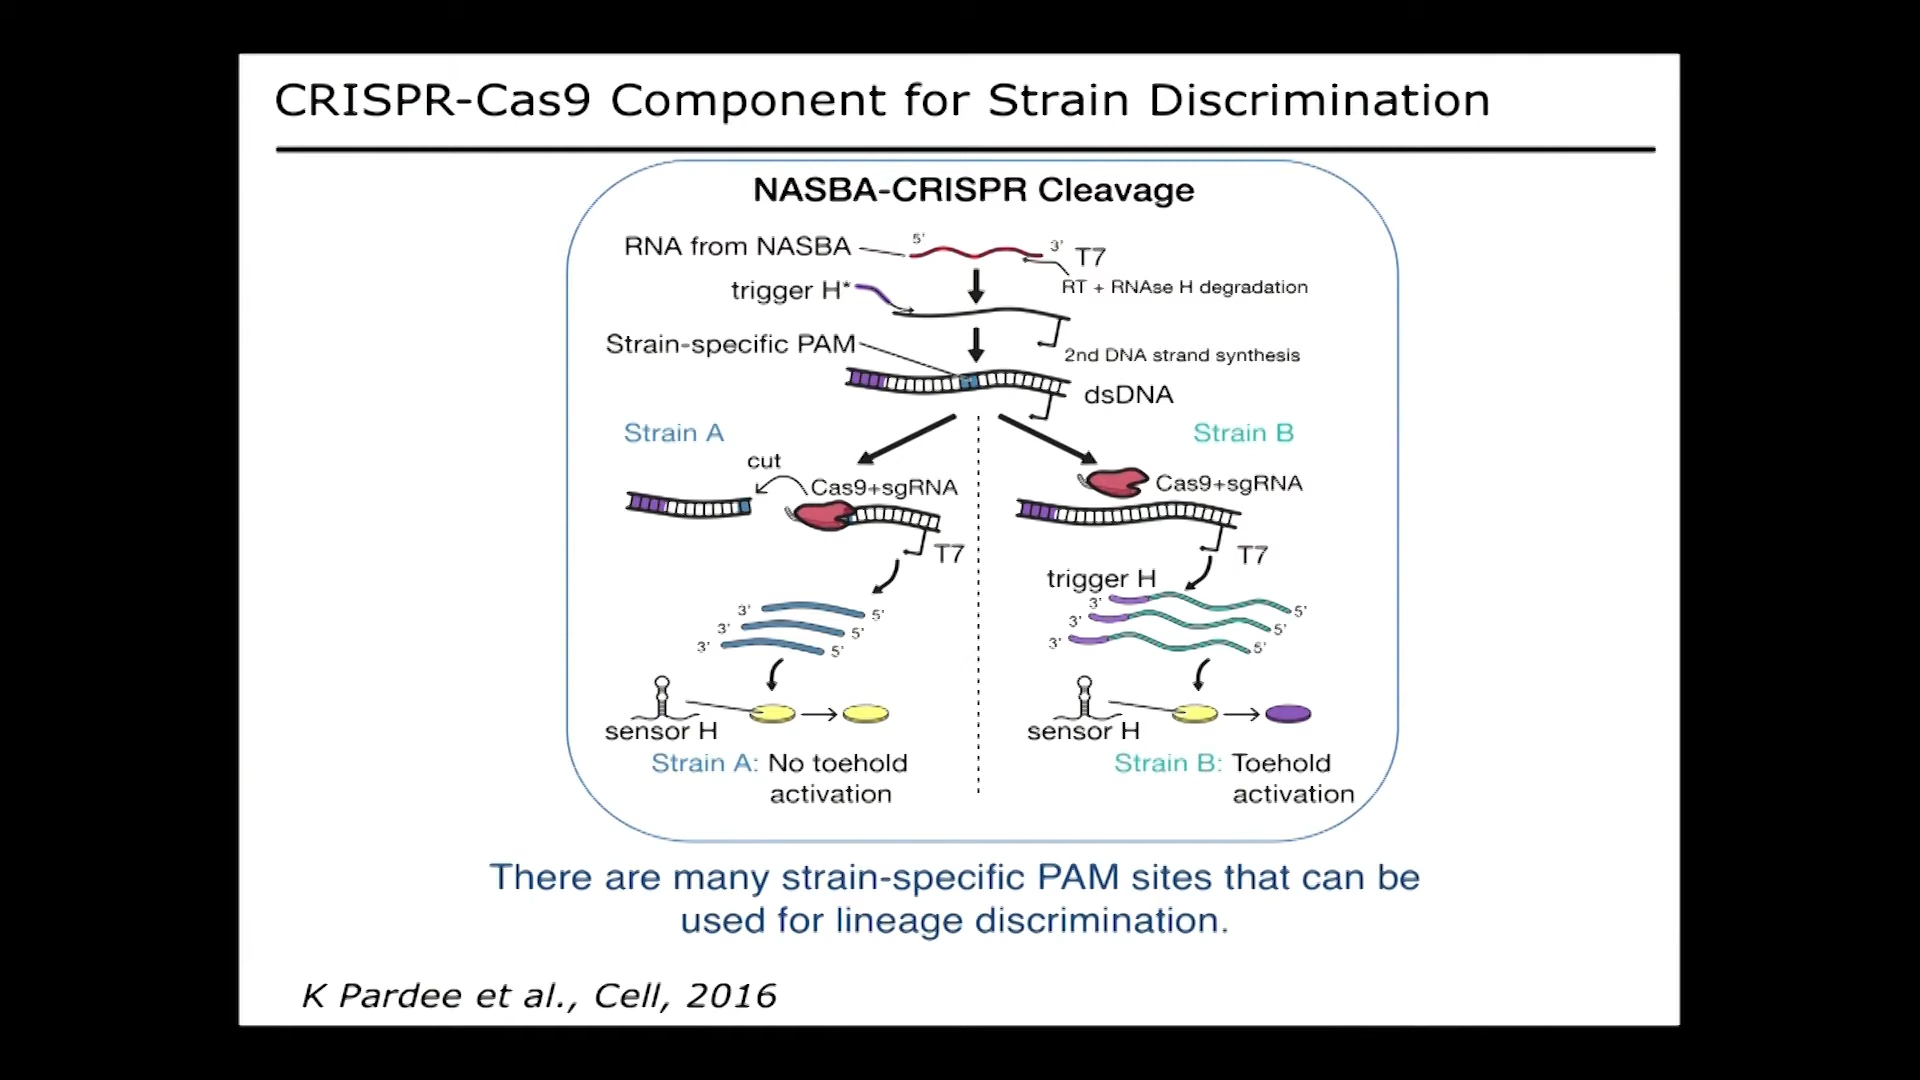 CRISPR-Cas9 Component for Strain Discrimination
NASBA-CRISPR Cleavage
RNA from NASBA
5'
3'
T7
RT + RNAse H degradation
trigger H*
Strain-specific PAM
2nd DNA strand synthesis
dsDNA
Strain A
Strain B
cut
Cas9+sgRNA
Cas9+sgRNA
T7
T7
trigger H
3' 5'
3' 5'
3' 5'
3' 5'
3' 5'
3' 5'
sensor H
sensor H
Strain A: No toehold
activation
Strain B: Toehold
activation
There are many strain-specific PAM sites that can be
used for lineage discrimination.
K Pardee et al., Cell, 2016